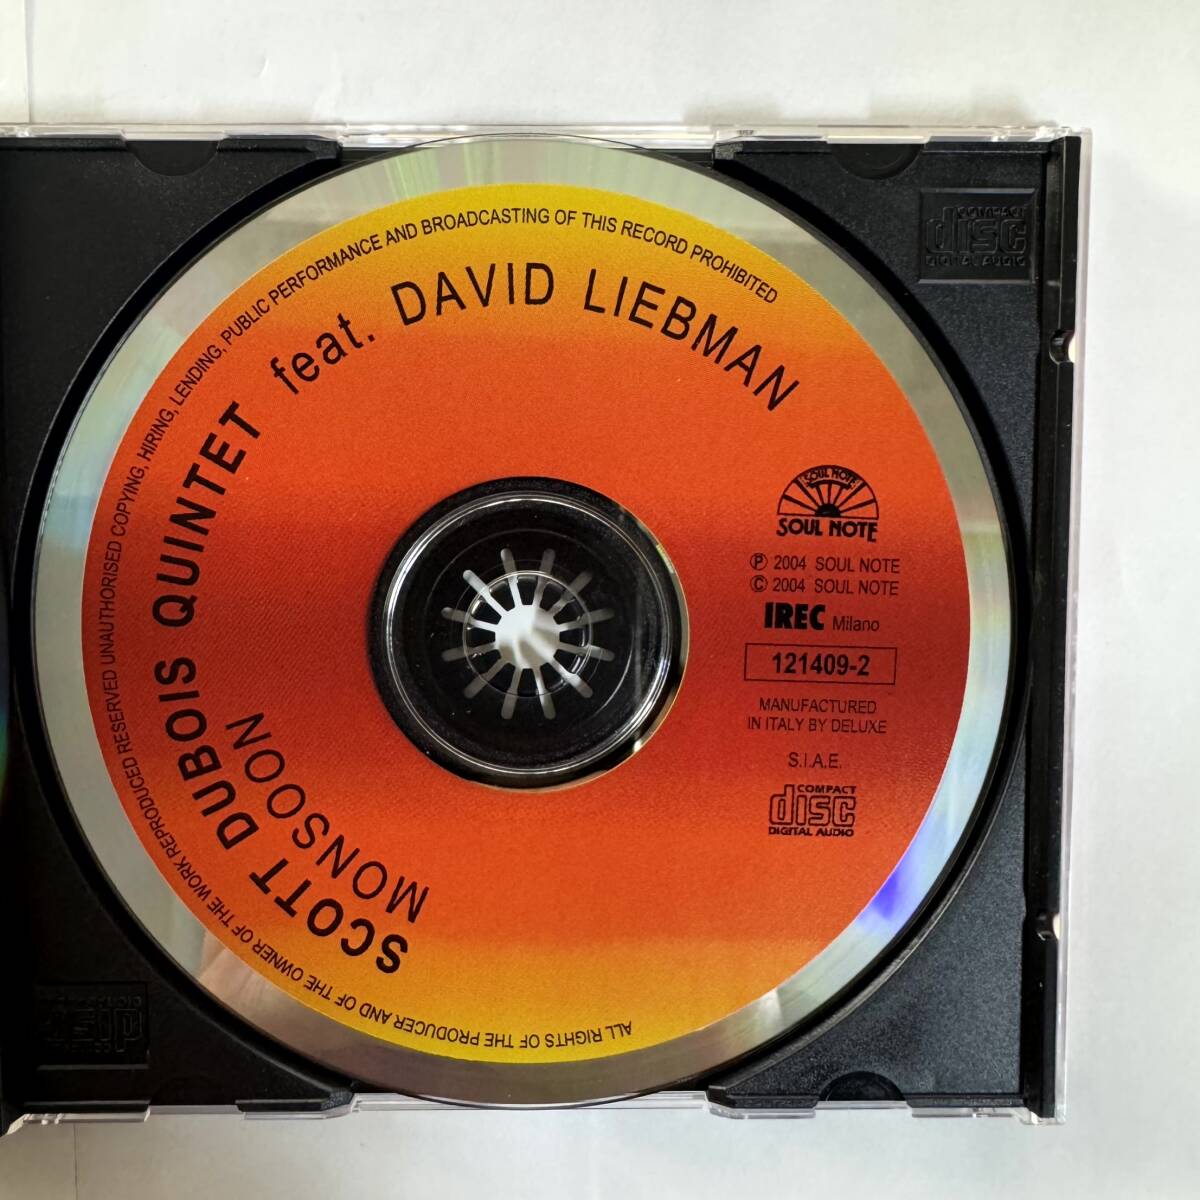 ALL RIGHTS OF THE PRODUCER AND OF THE OWNER OF THE WORK REPRODUCED RESERVED UNAUTHORISED COPYING, HIRING, LENDING, PUBLIC PERFORMANCE AND BROADCASTING OF THIS RECORD PROHIBITED
SCOTT DUBOIS QUINTET feat. DAVID LIEBMAN
MONSOON
SOUL NOTE
SOUL NOTE
Ⓟ 2004 SOUL NOTE
© 2004 SOUL NOTE
IREC Milano
121409-2
MANUFACTURED
IN ITALY BY DELUXE
S.I.A.E.
COMPACT
disc
DIGITAL AUDIO
COMPACT
disc
DIGITAL AUDIO
disc